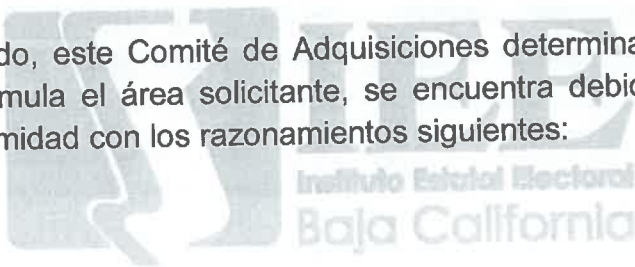 do, este Comité de Adquisiciones determina
mula el área solicitante, se encuentra debid
midad con los razonamientos siguientes:
IEE
Instituto Estatal Electoral
Baja California